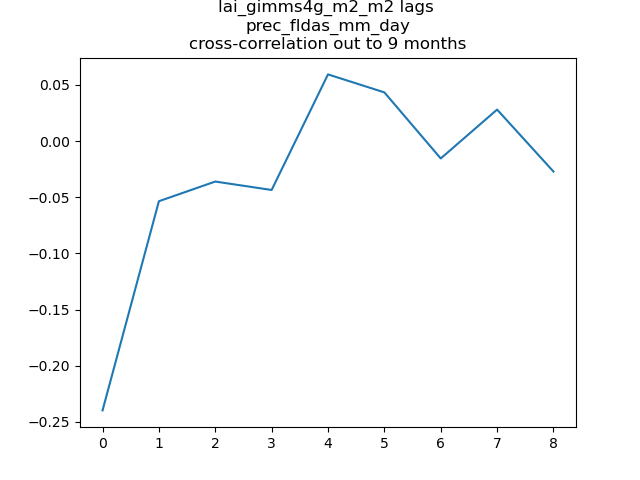 lai_gimms4g_m2_m2 lags
prec_fldas_mm_day
cross-correlation out to 9 months
0.05
0.00
−0.05
−0.10
−0.15
−0.20
−0.25
0 1 2 3 4 5 6 7 8